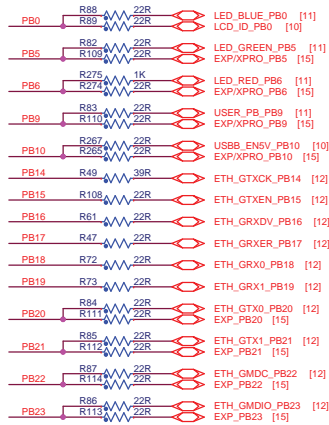 R88 22R LED_BLUE_PB0 [11]
PB0 R89 22R LCD_ID_PB0 [10]
R82 22R LED_GREEN_PB5 [11]
PB5 R109 22R EXP/XPRO_PB5 [15]
R275 1K LED_RED_PB6 [11]
PB6 R274 22R EXP/XPRO_PB6 [15]
R83 22R USER_PB_PB9 [11]
PB9 R110 22R EXP/XPRO_PB9 [15]
R267 22R USBB_EN5V_PB10 [10]
PB10 R265 22R EXP/XPRO_PB10 [15]
PB14 R49 39R ETH_GTXCK_PB14 [12]
PB15 R108 22R ETH_GTXEN_PB15 [12]
PB16 R61 22R ETH_GRXDV_PB16 [12]
PB17 R47 22R ETH_GRXER_PB17 [12]
PB18 R72 22R ETH_GRX0_PB18 [12]
PB19 R73 22R ETH_GRX1_PB19 [12]
R84 22R ETH_GTX0_PB20 [12]
PB20 R111 22R EXP_PB20 [15]
R85 22R ETH_GTX1_PB21 [12]
PB21 R112 22R EXP_PB21 [15]
R87 22R ETH_GMDC_PB22 [12]
PB22 R114 22R EXP_PB22 [15]
R86 22R ETH_GMDIO_PB23 [12]
PB23 R113 22R EXP_PB23 [15]